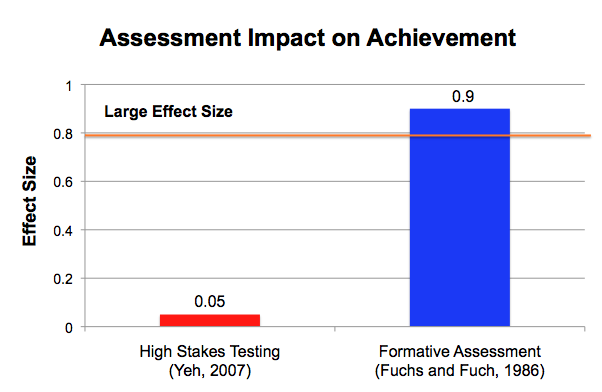 Assessment Impact on Achievement
1
Large Effect Size
0.9
0.8
0.6
0.4
0.2
0.05
0
Effect Size
High Stakes Testing
(Yeh, 2007)
Formative Assessment
(Fuchs and Fuch, 1986)